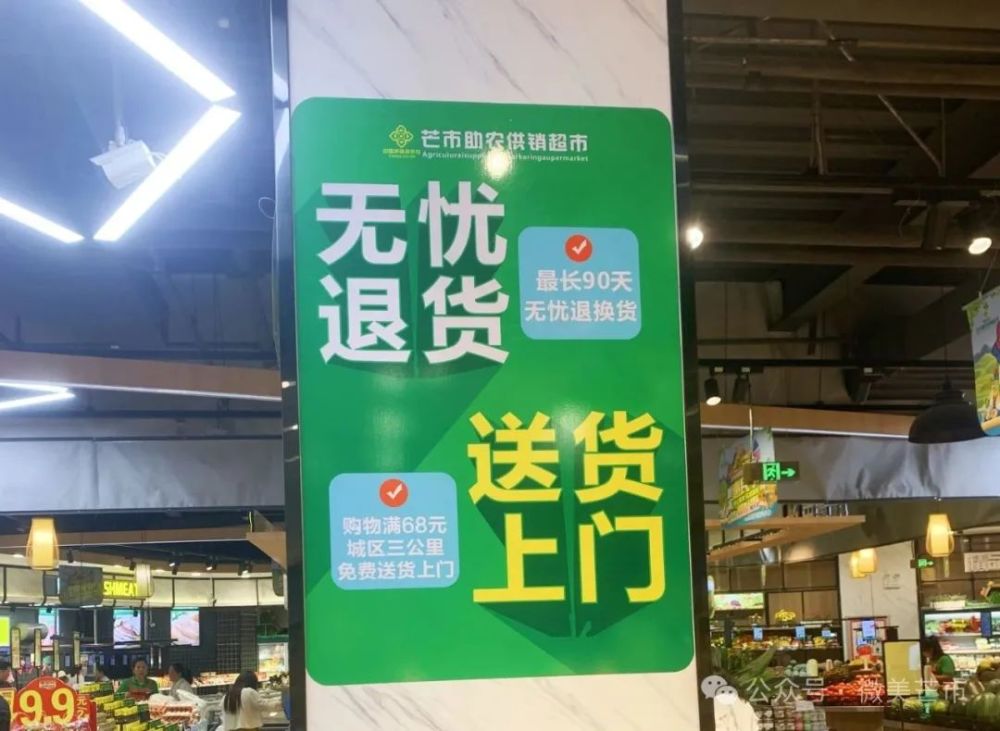 芒市助农供销超市
无忧
退货
最长90天
无忧退换货
送货
上门
购物满68元
城区三公里
免费送货上门
SHMEAT
9.9
公众号·微美芒市